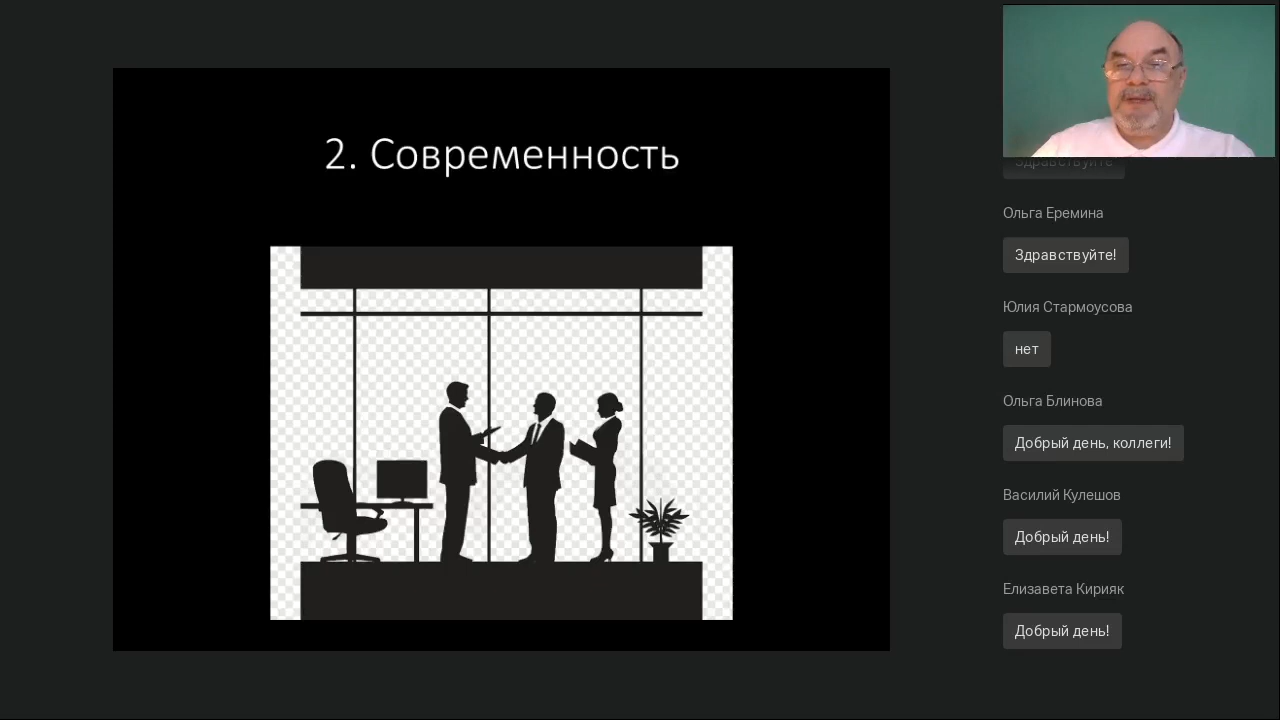 2. Современность
Здравствуйте
Ольга Еремина
Здравствуйте!
Юлия Стармоусова
нет
Ольга Блинова
Добрый день, коллеги!
Василий Кулешов
Добрый день!
Елизавета Кирияк
Добрый день!